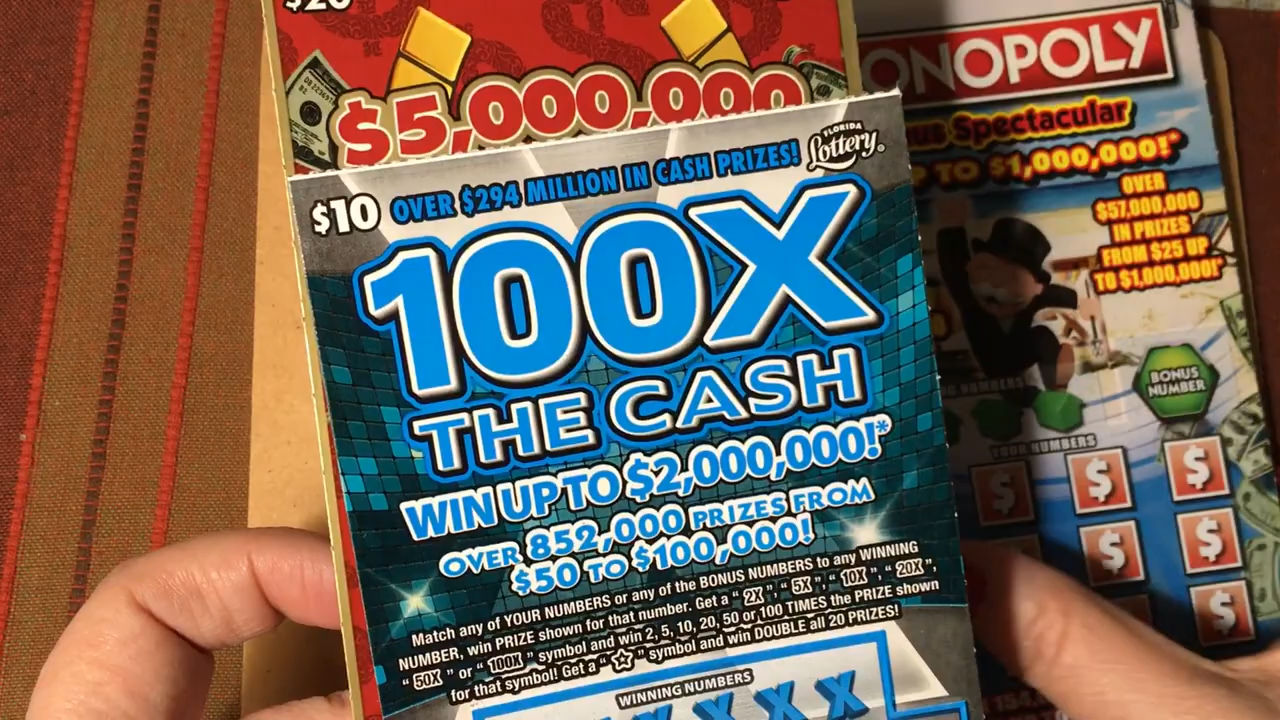 $20
$5,000,000
FLORIDA
Lottery®
$10 OVER $294 MILLION IN CASH PRIZES!
100X
THE CASH
WIN UP TO $2,000,000!*
OVER 852,000 PRIZES FROM
$50 TO $100,000!
Match any of YOUR NUMBERS or any of the BONUS NUMBERS to any WINNING
NUMBER, win PRIZE shown for that number. Get a "2X", "5X", "10X", "20X",
"50X" or "100X" symbol and win 2, 5, 10, 20, 50 or 100 TIMES the PRIZE shown
for that symbol! Get a "☆" symbol and win DOUBLE all 20 PRIZES!
WINNING NUMBERS
X X X X
ONOPOLY
Spectacular
TO $1,000,000!*
OVER
$57,000,000
IN PRIZES
FROM $25 UP
TO $1,000,000!*
BONUS
NUMBER
NUMBERS
YOUR NUMBERS
$ $ $
$ $
$